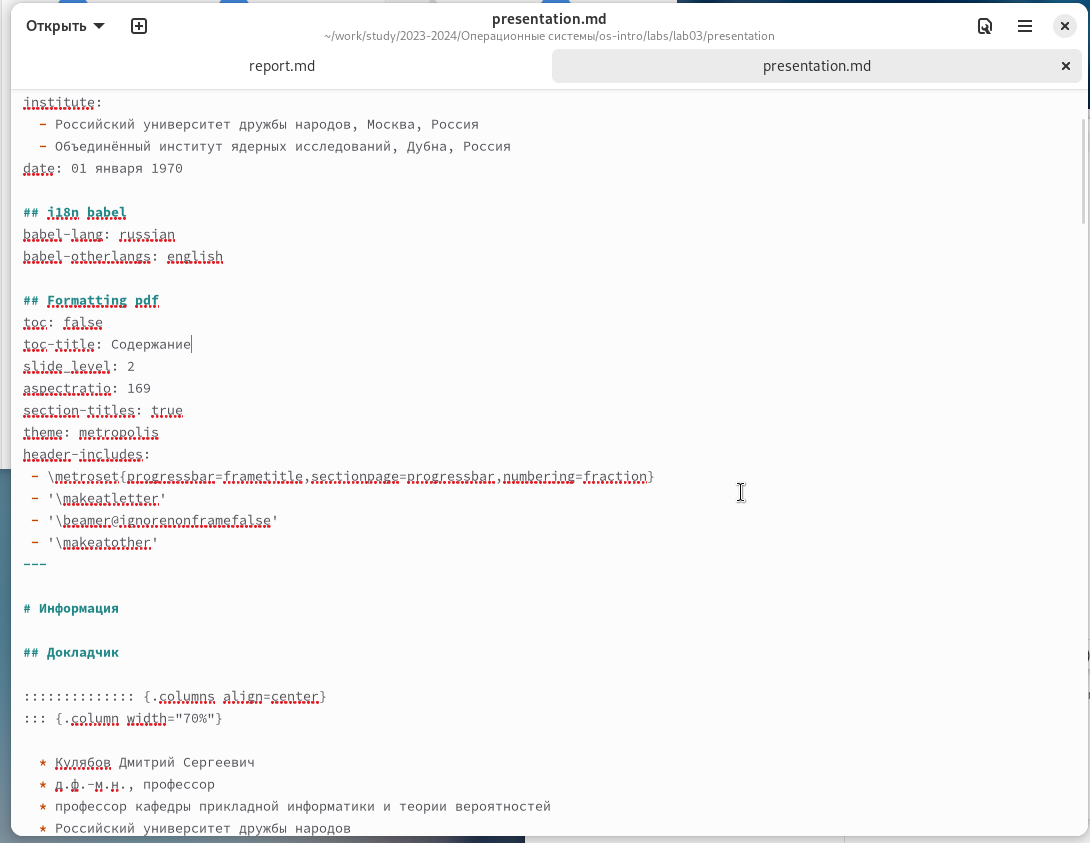 Открыть
presentation.md
~/work/study/2023-2024/Операционные системы/os-intro/labs/lab03/presentation
report.md
presentation.md
institute:
- Российский университет дружбы народов, Москва, Россия
- Объединённый институт ядерных исследований, Дубна, Россия
date: 01 января 1970
## i18n babel
babel-lang: russian
babel-otherlangs: english
## Formatting pdf
toc: false
toc-title: Содержание
slide_level: 2
aspectratio: 169
section-titles: true
theme: metropolis
header-includes:
- \metroset{progressbar=frametitle,sectionpage=progressbar,numbering=fraction}
- '\makeatletter'
- '\beamer@ignorenonframefalse'
- '\makeatother'
---
# Информация
## Докладчик
:::::::::::::: {.columns align=center}
::: {.column width="70%"}
* Кулябов Дмитрий Сергеевич
* д.ф.-м.н., профессор
* профессор кафедры прикладной информатики и теории вероятностей
* Российский университет дружбы народов